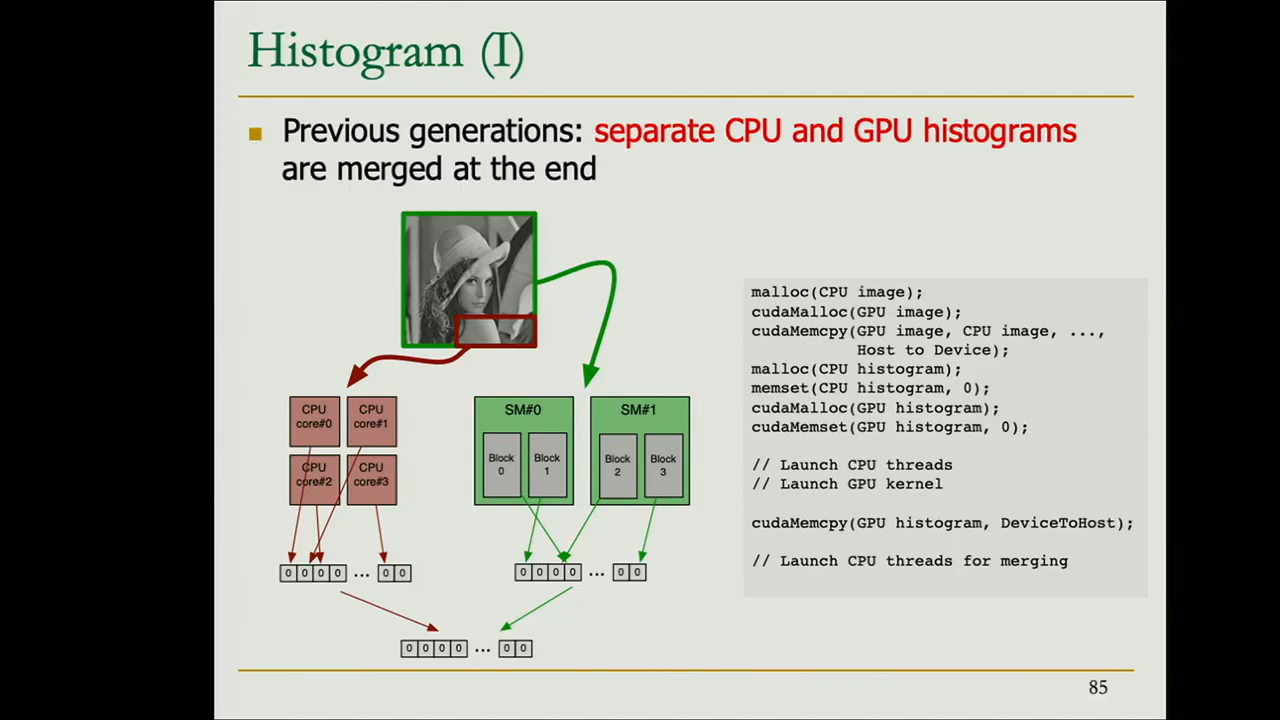 Histogram (I)
Previous generations: separate CPU and GPU histograms
are merged at the end
malloc(CPU image);
cudaMalloc(GPU image);
cudaMemcpy(GPU image, CPU image, ...,
Host to Device);
malloc(CPU histogram);
memset(CPU histogram, 0);
cudaMalloc(GPU histogram);
cudaMemset(GPU histogram, 0);
// Launch CPU threads
// Launch GPU kernel
cudaMemcpy(GPU histogram, DeviceToHost);
// Launch CPU threads for merging
CPU
core#0
CPU
core#1
CPU
core#2
CPU
core#3
SM#0
Block
0
Block
1
SM#1
Block
2
Block
3
0 0 0 0 ... 0 0
0 0 0 0 ... 0 0
0 0 0 0 ... 0 0
85